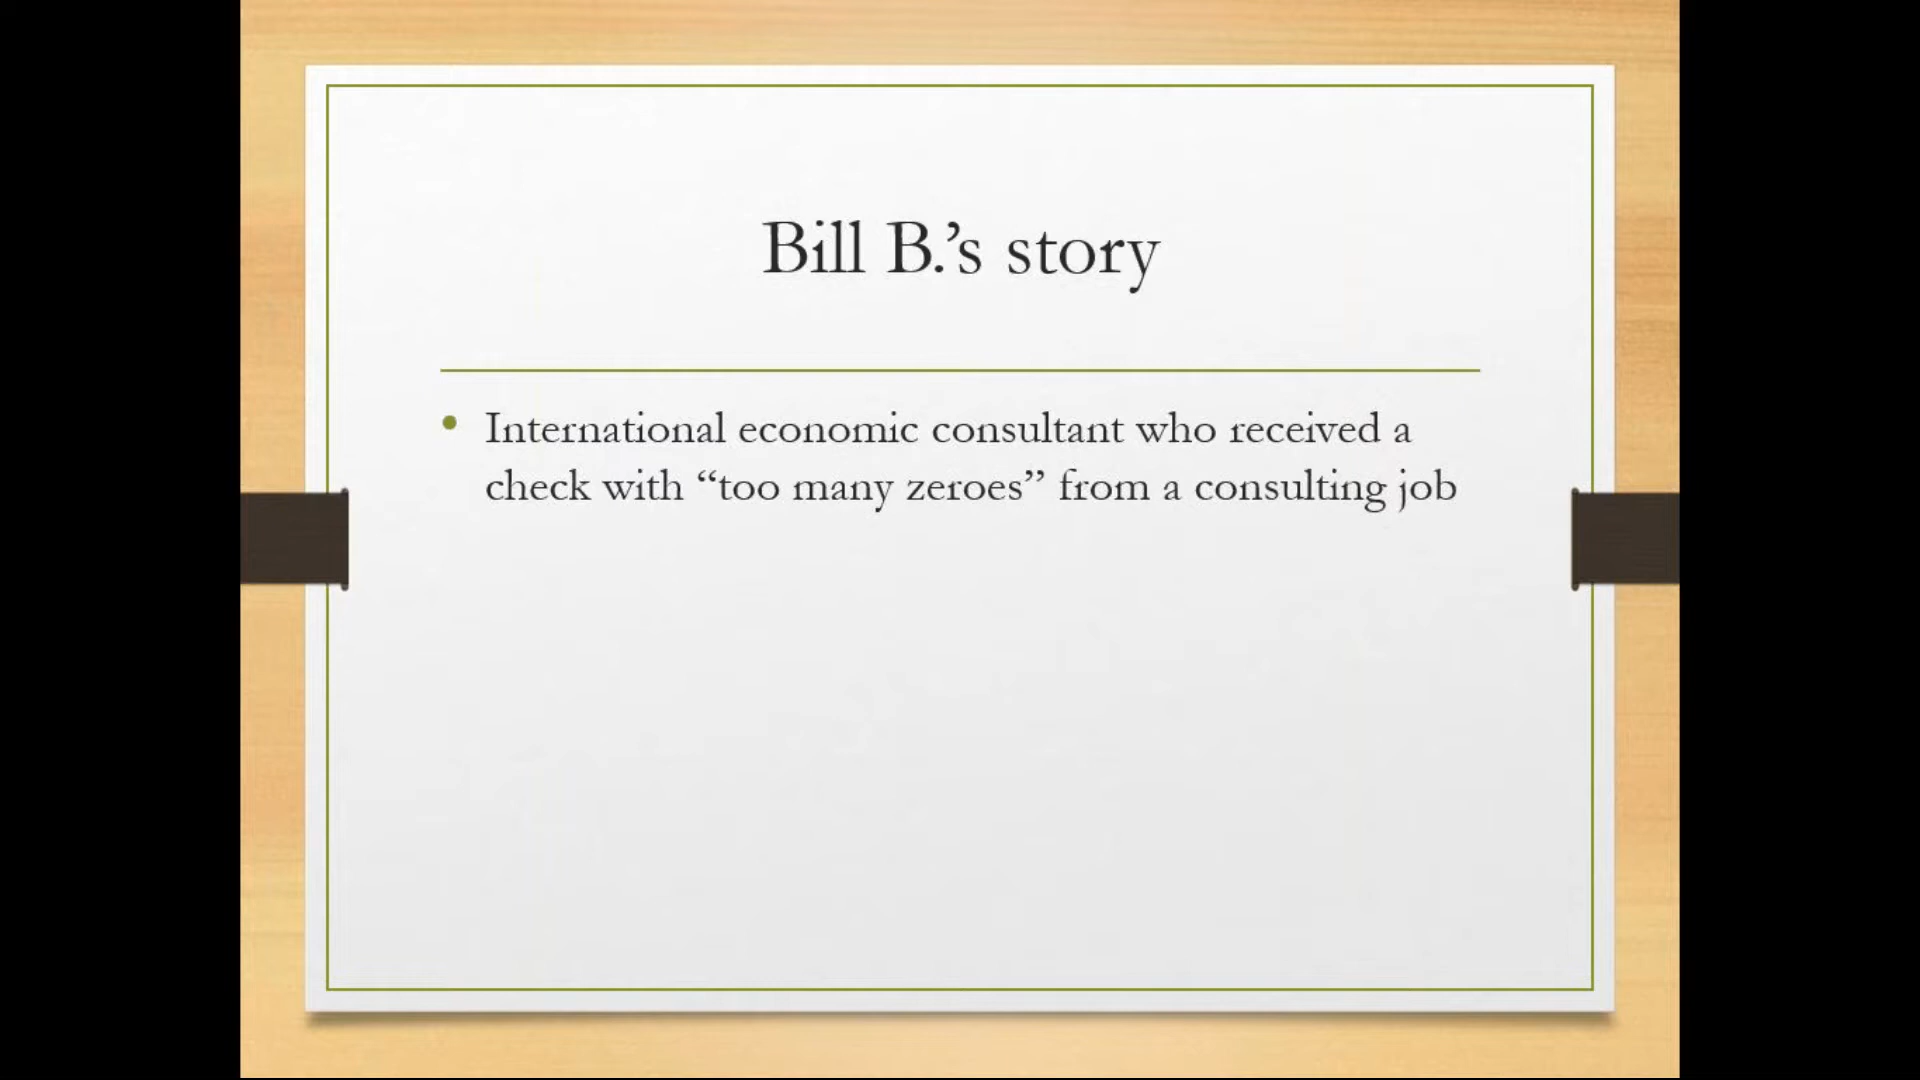 Bill B.’s story
• International economic consultant who received a
check with “too many zeroes” from a consulting job